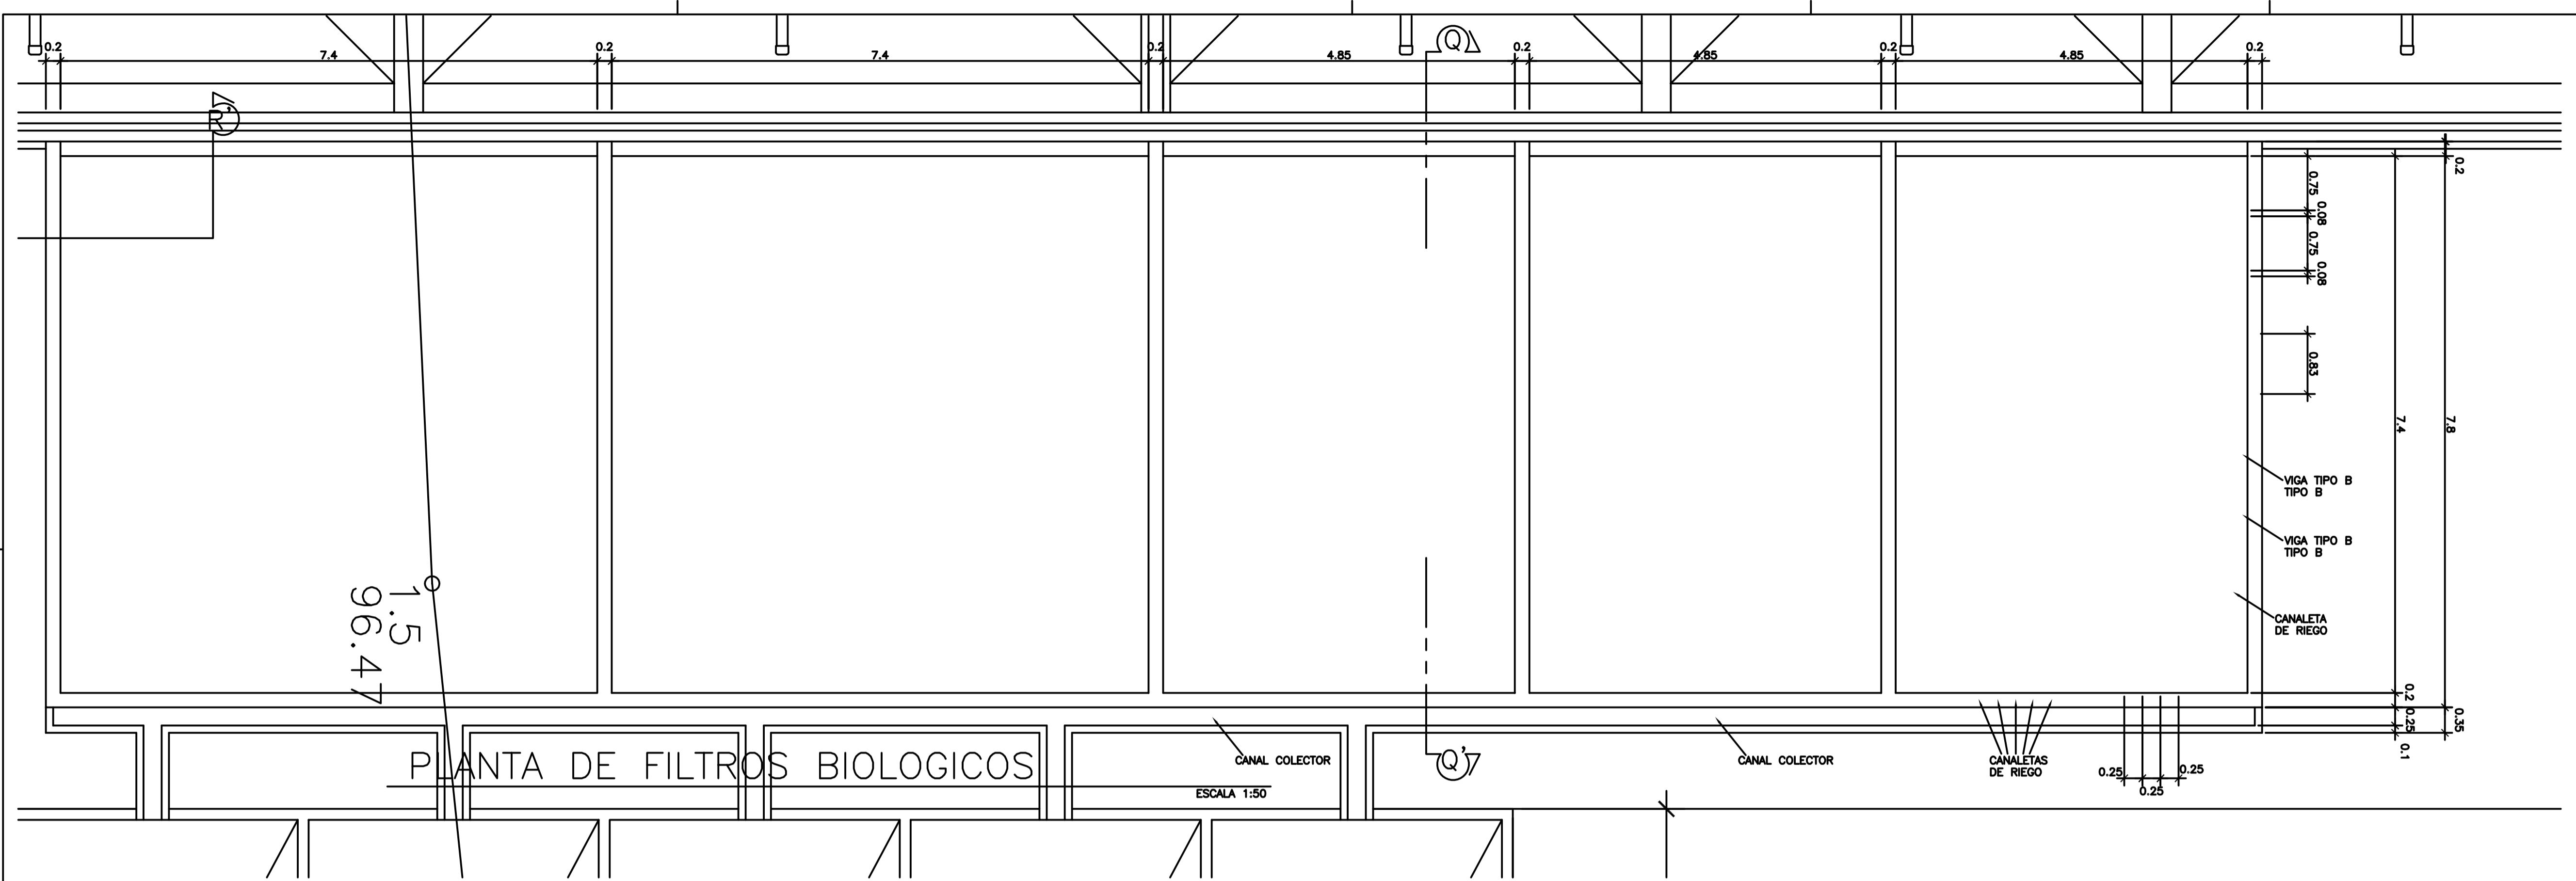 0.2
7.4
0.2
7.4
0.2
4.85
Q
0.2
4.85
0.2
4.85
0.2
R'
0.2
0.75
0.08
0.75
0.08
0.83
7.4
7.8
VIGA TIPO B
TIPO B
VIGA TIPO B
TIPO B
CANALETA
DE RIEGO
1.5
96.47
0.2
0.25
0.35
0.1
PLANTA DE FILTROS BIOLOGICOS
ESCALA 1:50
CANAL COLECTOR
Q'
CANAL COLECTOR
CANALETAS
DE RIEGO
0.25
0.25
0.25